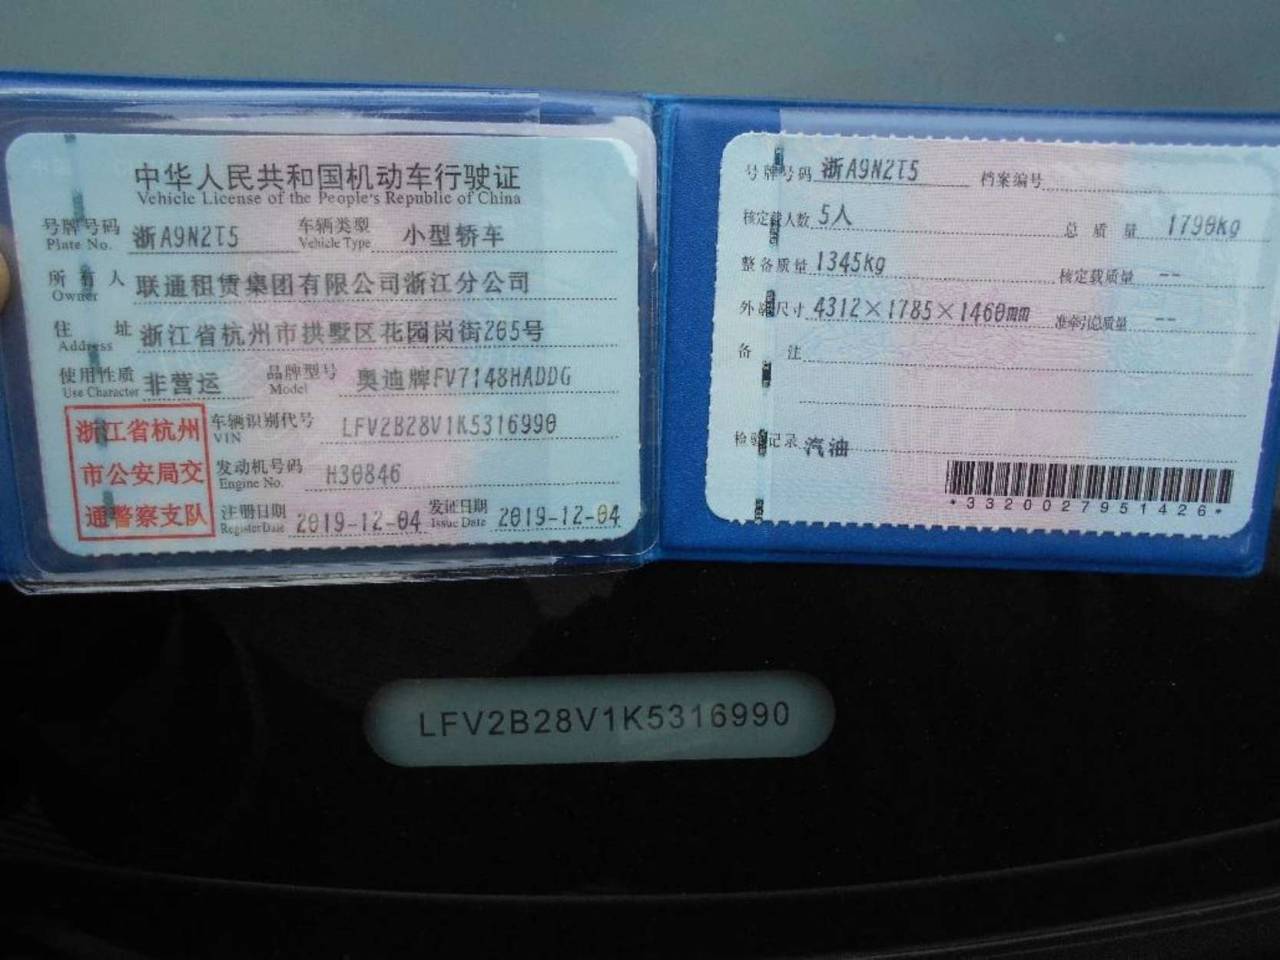 中华人民共和国机动车行驶证
Vehicle License of the People's Republic of China
号牌号码 浙A9N2T5 车辆类型 小型轿车
Plate No. Vehicle Type
所有人 联通租赁集团有限公司浙江分公司
Owner
住址 浙江省杭州市拱墅区花园岗街265号
Address
使用性质 非营运 品牌型号 奥迪牌FV7148HADDG
Use Character Model
浙江省杭州
市公安局交
通警察支队
车辆识别代号 LFV2B28V1K5316990
VIN
发动机号码 H30846
Engine No.
注册日期 2019-12-04 发证日期 2019-12-04
Register Date Issue Date
号牌号码 浙A9N2T5 档案编号
核定载人数 5人 总质量 1790kg
整备质量 1345kg 核定载质量 --
外廓尺寸 4312×1785×1460mm 准牵引总质量 --
备注
检验记录 汽油
*3320027951426*
LFV2B28V1K5316990